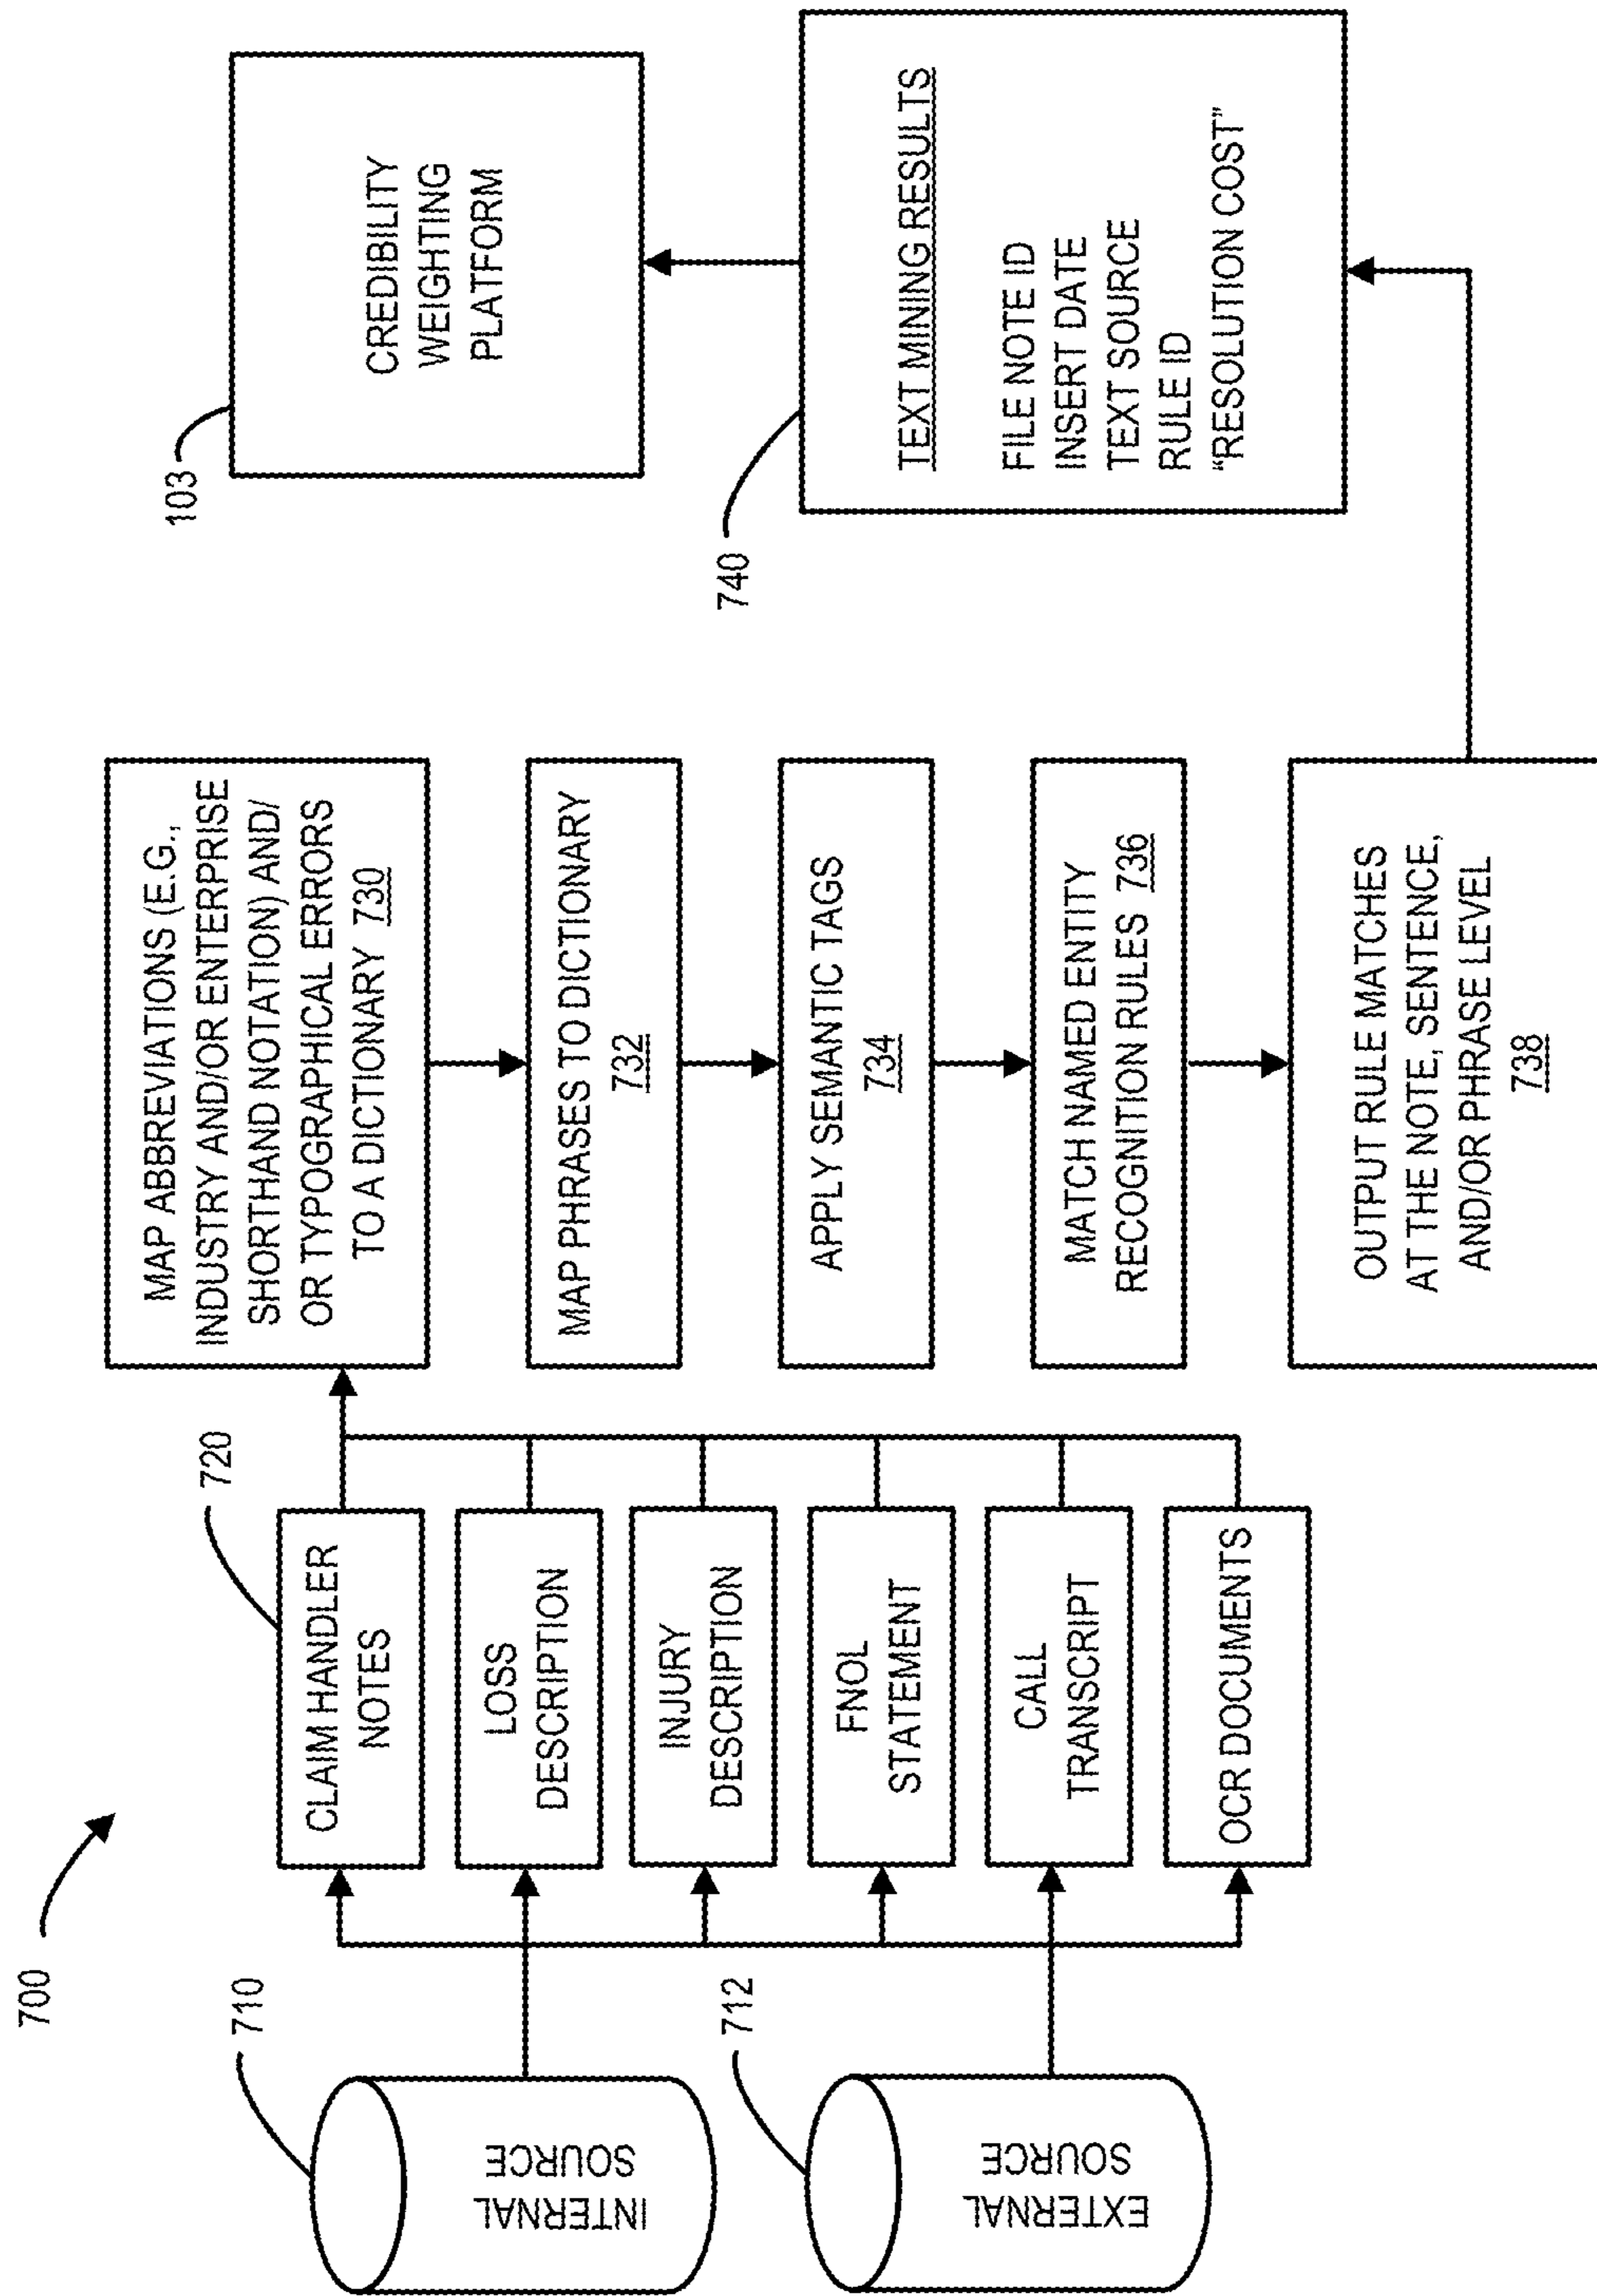 700
710
INTERNAL
SOURCE
712
EXTERNAL
SOURCE
720
CLAIM HANDLER
NOTES
LOSS
DESCRIPTION
INJURY
DESCRIPTION
FNOL
STATEMENT
CALL
TRANSCRIPT
OCR DOCUMENTS
MAP ABBREVIATIONS (E.G.,
INDUSTRY AND/OR ENTERPRISE
SHORTHAND NOTATION) AND/
OR TYPOGRAPHICAL ERRORS
TO A DICTIONARY 730
MAP PHRASES TO DICTIONARY
732
APPLY SEMANTIC TAGS
734
MATCH NAMED ENTITY
RECOGNITION RULES 736
OUTPUT RULE MATCHES
AT THE NOTE, SENTENCE,
AND/OR PHRASE LEVEL
738
103
CREDIBILITY
WEIGHTING
PLATFORM
740
TEXT MINING RESULTS
FILE NOTE ID
INSERT DATE
TEXT SOURCE
RULE ID
“RESOLUTION COST”